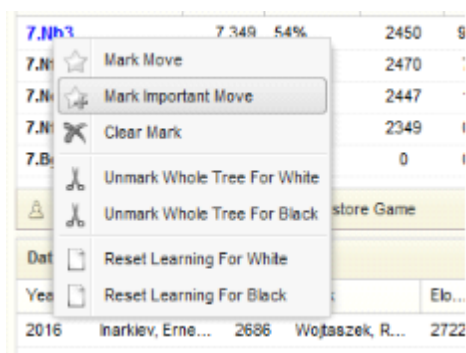 7.Nb3 7.349 54% 2450 9
7.N 2470
Mark Move
7.N 2447
Mark Important Move
7.N 2349
Clear Mark
7.B 0
Unmark Whole Tree For White
Unmark Whole Tree For Black
store Game
Dat
Reset Learning For White
Yea Elo...
Reset Learning For Black
2016 Inarkiev, Erne... 2686 Wojtaszek, R... 2722